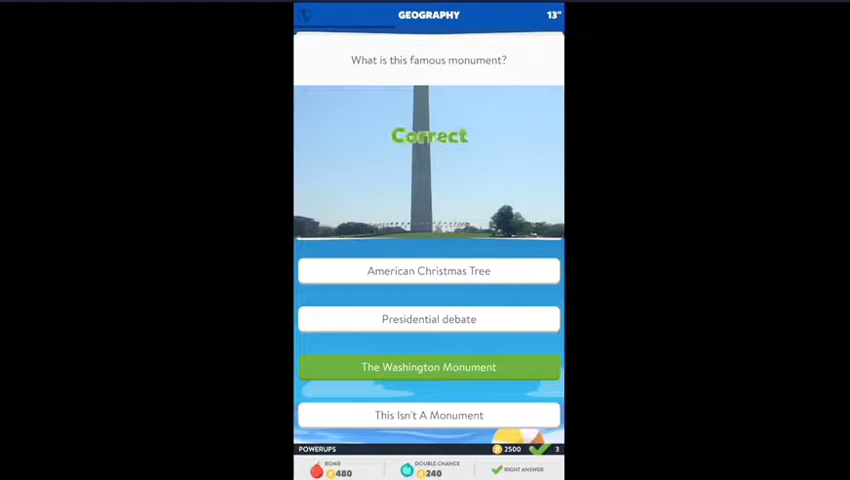 GEOGRAPHY
13"
What is this famous monument?
Correct
American Christmas Tree
Presidential debate
The Washington Monument
This Isn't A Monument
POWERUPS
2500
3
BOMB
480
DOUBLE CHANCE
240
RIGHT ANSWER